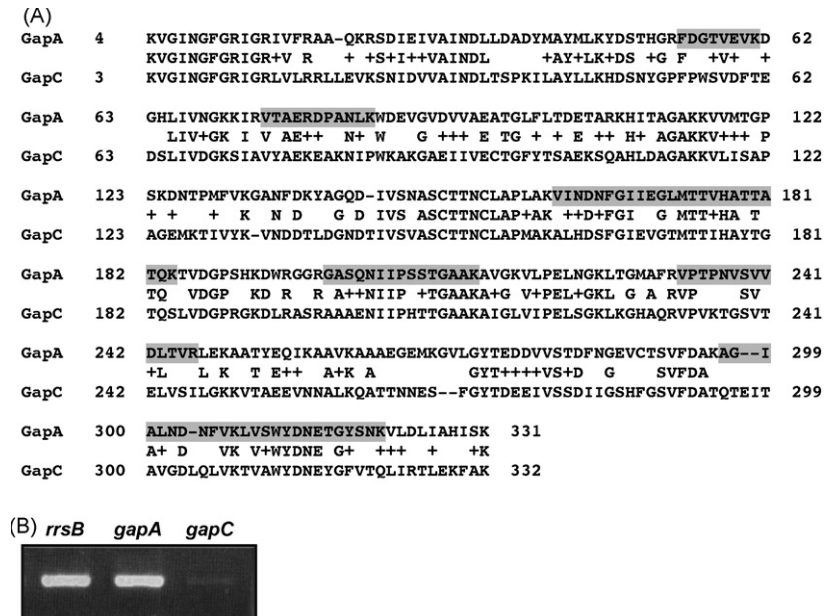 (A)
GapA 4 KVGINGFGRIGRIVFRAA-QKRSDIEIVAINDLLDADYMAYMLKYDSTHGRFDGTVEVKD 62
KVGINGFGRIGR+V R +S+I++VAINDL +AY+LK+DS +G F +V+ +
GapC 3 KVGINGFGRIGRLVLRRLLEVKSNIDVVAINDLTSPKILAYLLKHDSNYGPFPWSVDFTE 62
GapA 63 GHLIVNGKKIRVTAERDPANLKWDEVGVDVVAEATGLFLTDETARKHITAGAKKVVMTGP 122
LIV+GK I V AE++ N+ W G +++ E TG + + E ++ H+ AGAKKV+++ P
GapC 63 DSLIVDGKSIAVYAEKEAKNIPWKAKGAEIIVECTGFYTSAEKSQAHLDAGAKKVLISAP 122
GapA 123 SKDNTPMFVKGANFDKYAGQD-IVSNASCTTNCLAPLAKVINDNFGIIEGLMTTVHATTA 181
+ + + K N D G D IVS ASCTTNCLAP+AK ++D+FGI G MTT+HA T
GapC 123 AGEMKTIVYK-VNDDTLDGNDTIVSVASCTTNCLAPMAKALHDSFGIEVGTMTTIHAYTG 181
GapA 182 TQKTVDGPSHKDWRGGRGASQNIIPSSTGAAKAVGKVLPELNGKLTGMAFRVPTPNVSVV 241
TQ VDGP KD R R A++NIIP +TGAAKA+G V+PEL+GKL G A RVP SV
GapC 182 TQSLVDGPRGKDLRASRAAAENIIPHTTGAAKAIGLVIPELSGKLKGHAQRVPVKTGSVT 241
GapA 242 DLTVRLEKAATYEQIKAAVKAAAEGEMKGVLGYTEDDVVSTDFNGEVCTSVFDAKAG--I 299
+L L K T E++ A+K A GYT++++VS+D G SVFDA
GapC 242 ELVSILGKKVTAEEVNNALKQATTNNES--FGYTDEEIVSSDIIGSHFGSVFDATQTEIT 299
GapA 300 ALND-NFVKLVSWYDNETGYSNKVLDLIAHISK 331
A+ D VK V+WYDNE G+ +++ + +K
GapC 300 AVGDLQLVKTVAWYDNEYGFVTQLIRTLEKFAK 332
(B) rrsB gapA gapC